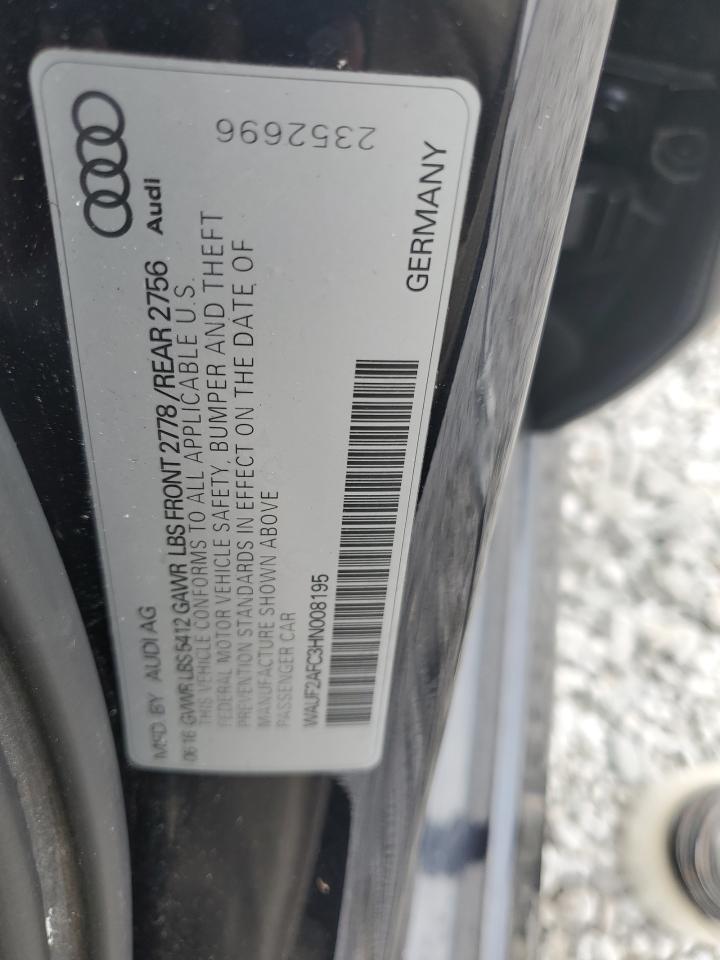 Audi
MFD. BY AUDI AG
06 16 GVWR LBS 5412 GAWR LBS FRONT 2778 /REAR 2756
THIS VEHICLE CONFORMS TO ALL APPLICABLE U.S.
FEDERAL MOTOR VEHICLE SAFETY, BUMPER AND THEFT
PREVENTION STANDARDS IN EFFECT ON THE DATE OF
MANUFACTURE SHOWN ABOVE
PASSENGER CAR
WAUF2AFC3HN008195
GERMANY
2352696